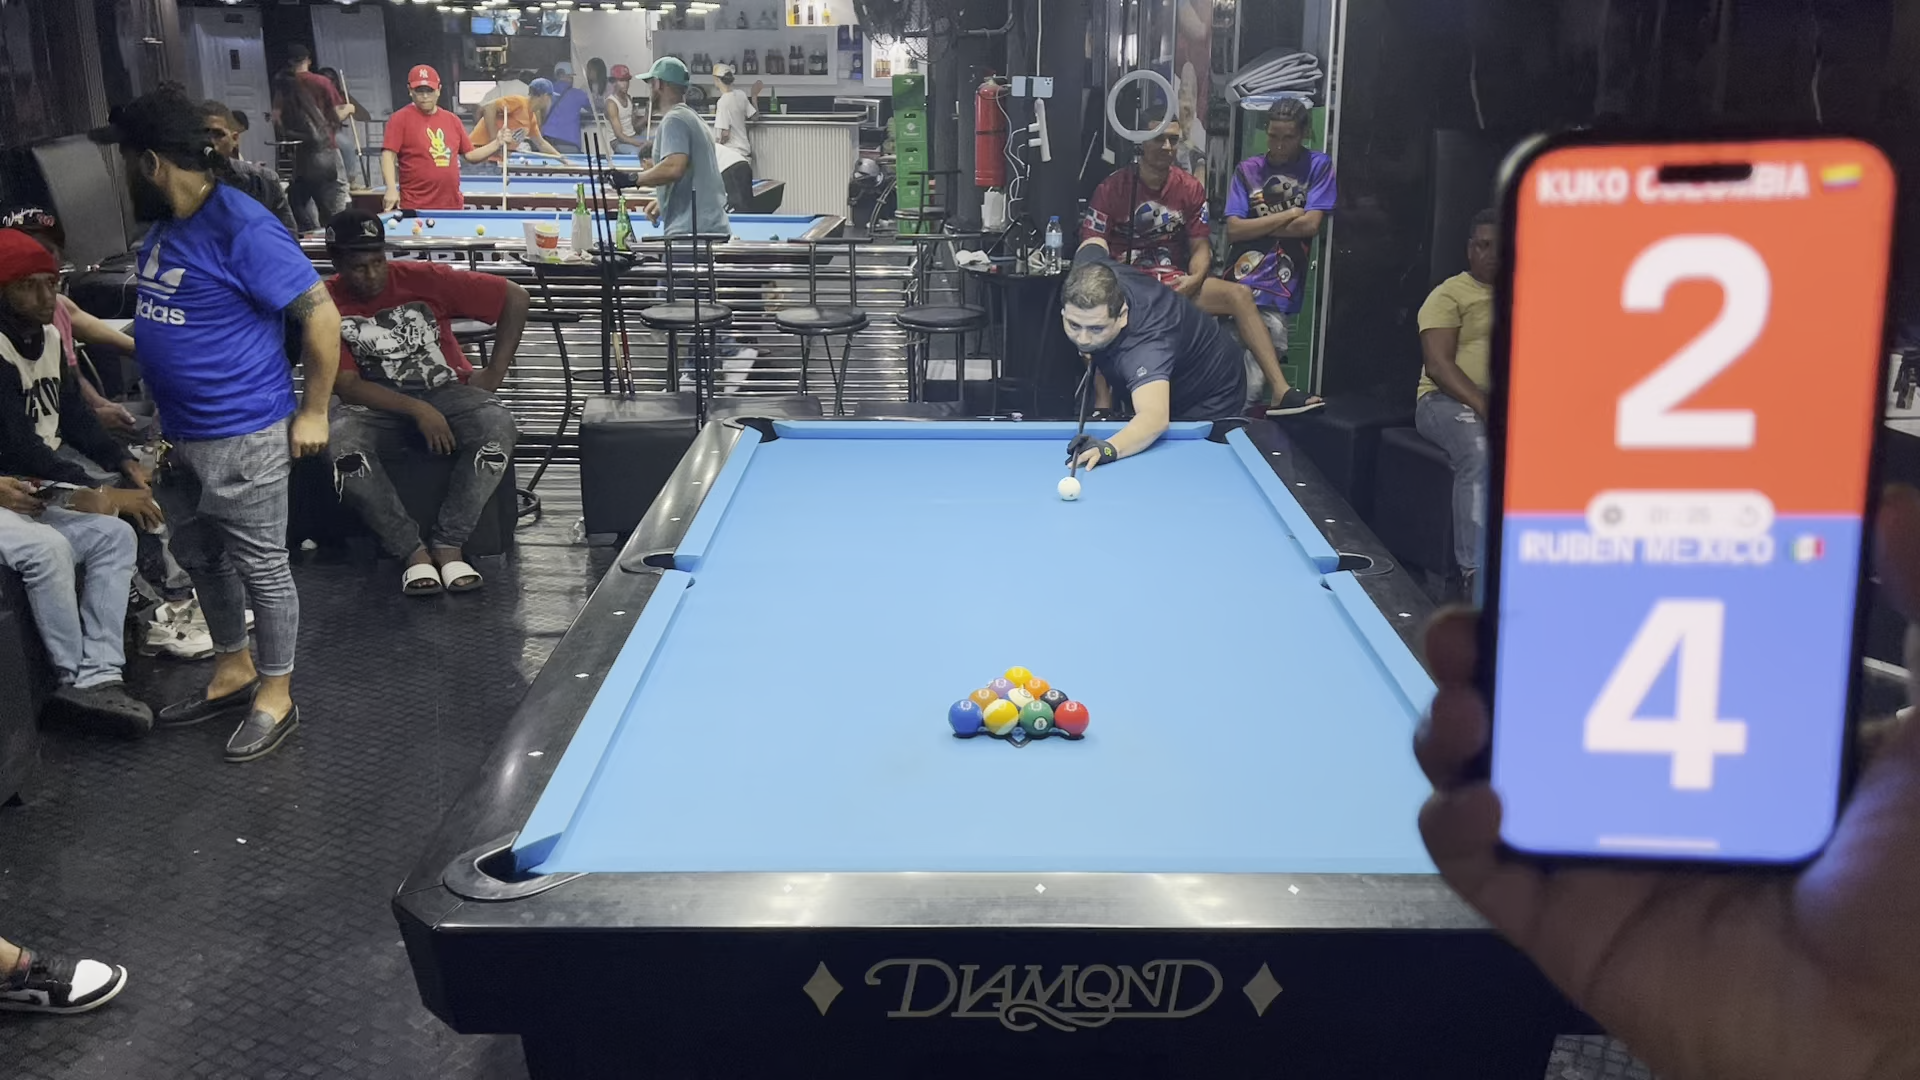 KUKO COLOMBIA
2
RUBEN MEXICO
4
adidas
DIAMOND